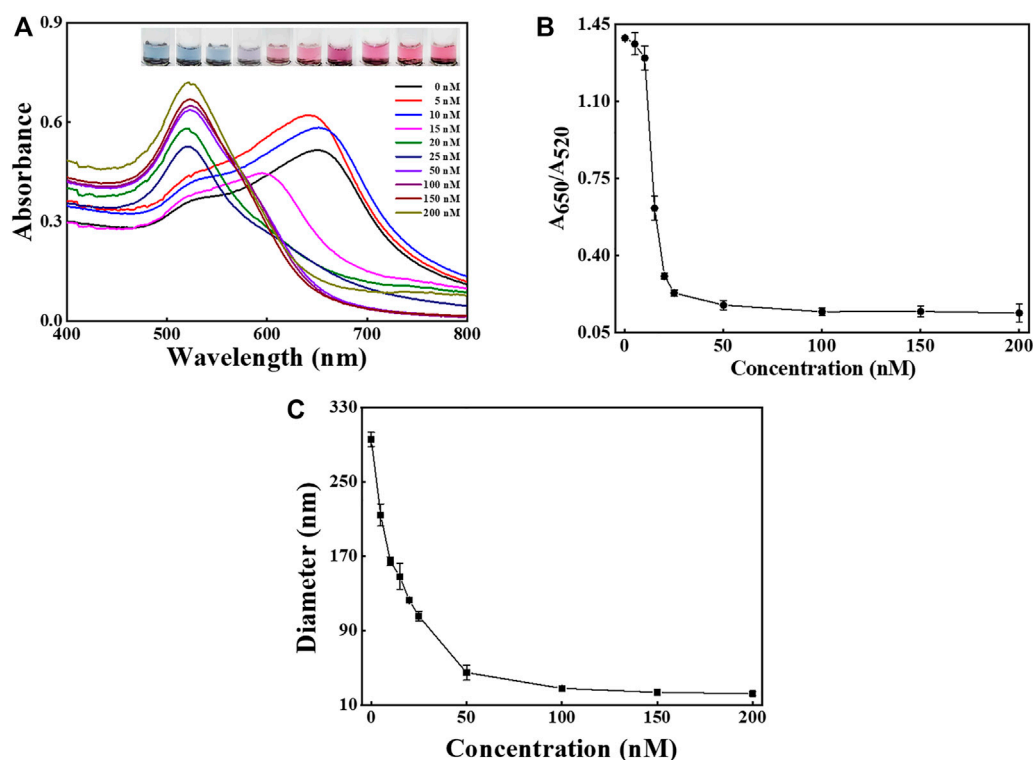 A
0.9
0.6
0.3
0.0
Absorbance
0 nM
5 nM
10 nM
15 nM
20 nM
25 nM
50 nM
100 nM
150 nM
200 nM
400 500 600 700 800
Wavelength (nm)
B
1.45
1.10
0.75
0.40
0.05
A650/A520
0 50 100 150 200
Concentration (nM)
C
330
250
170
90
10
Diameter (nm)
0 50 100 150 200
Concentration (nM)